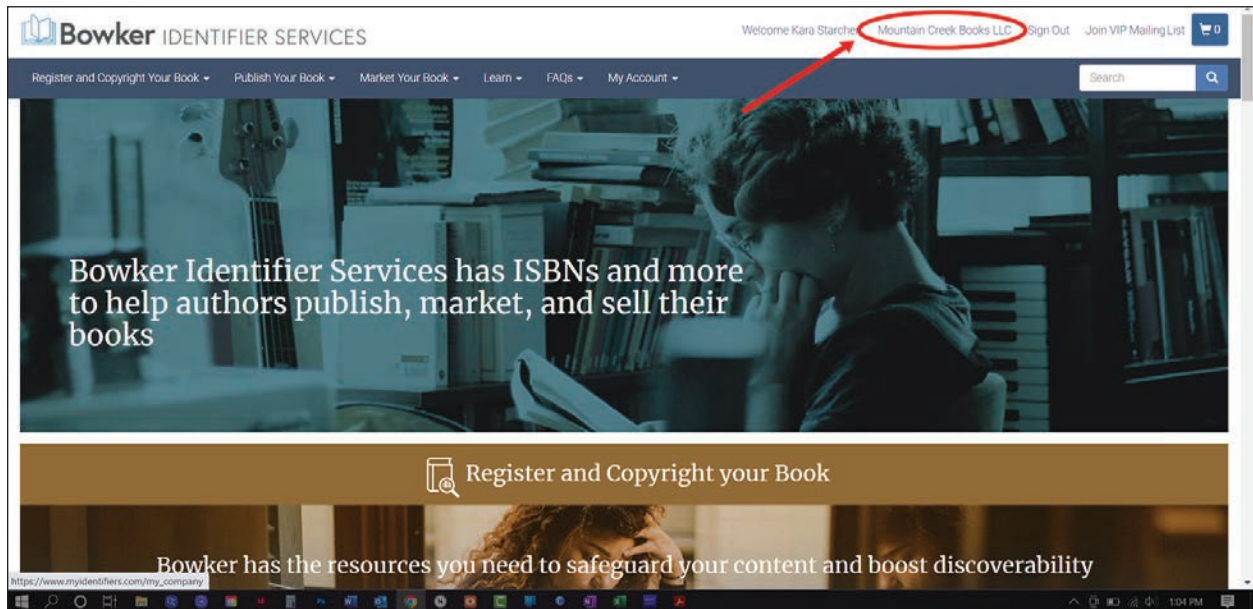 Bowker IDENTIFIER SERVICES
Welcome Kara Starcher Mountain Creek Books LLC Sign Out Join VIP Mailing List 0
Register and Copyright Your Book Publish Your Book Market Your Book Learn FAQs My Account Search
Bowker Identifier Services has ISBNs and more
to help authors publish, market, and sell their
books
Register and Copyright your Book
Bowker has the resources you need to safeguard your content and boost discoverability
https://www.myidentifiers.com/my_company
1:04 PM